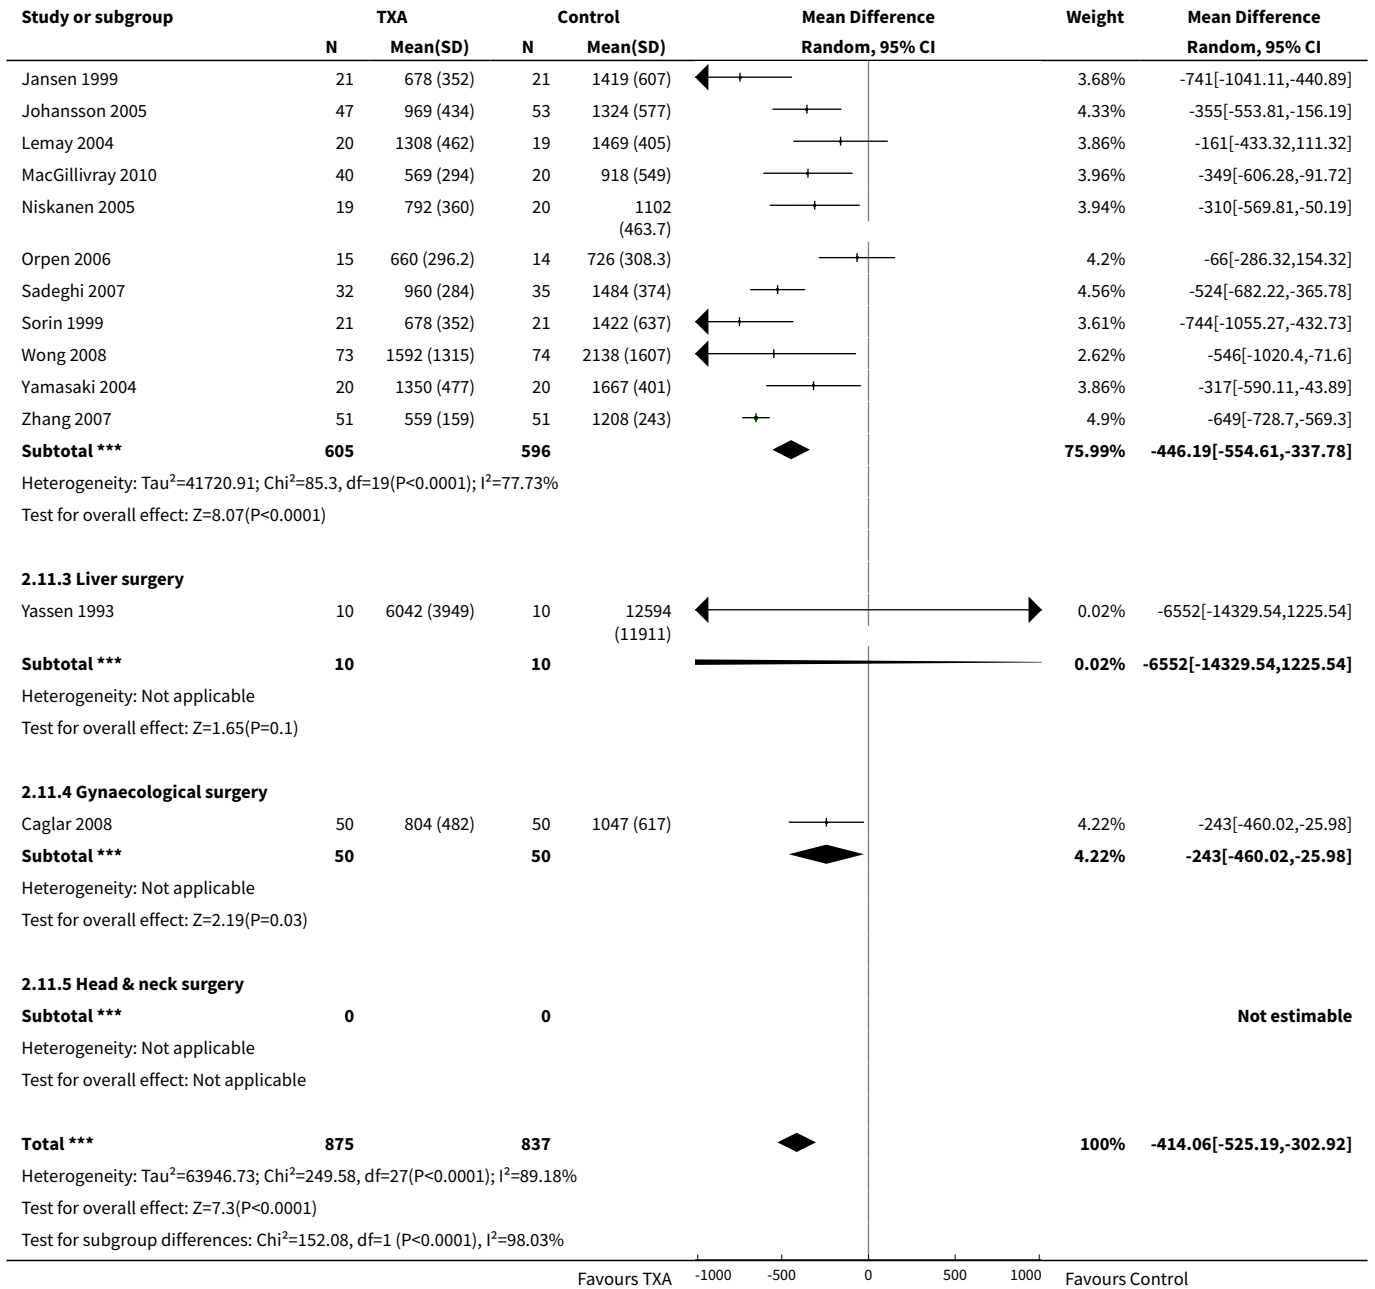 Study or subgroup TXA Control Mean Difference Weight Mean Difference
N Mean(SD) N Mean(SD) Random, 95% CI Random, 95% CI
Jansen 1999 21 678 (352) 21 1419 (607) 3.68% -741[-1041.11,-440.89]
Johansson 2005 47 969 (434) 53 1324 (577) 4.33% -355[-553.81,-156.19]
Lemay 2004 20 1308 (462) 19 1469 (405) 3.86% -161[-433.32,111.32]
MacGillivray 2010 40 569 (294) 20 918 (549) 3.96% -349[-606.28,-91.72]
Niskanen 2005 19 792 (360) 20 1102 3.94% -310[-569.81,-50.19]
(463.7)
Orpen 2006 15 660 (296.2) 14 726 (308.3) 4.2% -66[-286.32,154.32]
Sadeghi 2007 32 960 (284) 35 1484 (374) 4.56% -524[-682.22,-365.78]
Sorin 1999 21 678 (352) 21 1422 (637) 3.61% -744[-1055.27,-432.73]
Wong 2008 73 1592 (1315) 74 2138 (1607) 2.62% -546[-1020.4,-71.6]
Yamasaki 2004 20 1350 (477) 20 1667 (401) 3.86% -317[-590.11,-43.89]
Zhang 2007 51 559 (159) 51 1208 (243) 4.9% -649[-728.7,-569.3]
Subtotal *** 605 596 75.99% -446.19[-554.61,-337.78]
Heterogeneity: Tau²=41720.91; Chi²=85.3, df=19(P<0.0001); I²=77.73%
Test for overall effect: Z=8.07(P<0.0001)
2.11.3 Liver surgery
Yassen 1993 10 6042 (3949) 10 12594 0.02% -6552[-14329.54,1225.54]
(11911)
Subtotal *** 10 10 0.02% -6552[-14329.54,1225.54]
Heterogeneity: Not applicable
Test for overall effect: Z=1.65(P=0.1)
2.11.4 Gynaecological surgery
Caglar 2008 50 804 (482) 50 1047 (617) 4.22% -243[-460.02,-25.98]
Subtotal *** 50 50 4.22% -243[-460.02,-25.98]
Heterogeneity: Not applicable
Test for overall effect: Z=2.19(P=0.03)
2.11.5 Head & neck surgery
Subtotal *** 0 0 Not estimable
Heterogeneity: Not applicable
Test for overall effect: Not applicable
Total *** 875 837 100% -414.06[-525.19,-302.92]
Heterogeneity: Tau²=63946.73; Chi²=249.58, df=27(P<0.0001); I²=89.18%
Test for overall effect: Z=7.3(P<0.0001)
Test for subgroup differences: Chi²=152.08, df=1 (P<0.0001), I²=98.03%
Favours TXA -1000 -500 0 500 1000 Favours Control